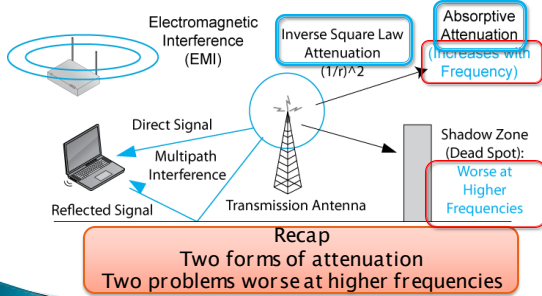 Electromagnetic
Interference
(EMI)
Inverse Square Law
Attenuation
(1/r)^2
Absorptive
Attenuation
(Increases with
Frequency)
Direct Signal
Multipath
Interference
Reflected Signal
Transmission Antenna
Shadow Zone
(Dead Spot):
Worse at
Higher
Frequencies
Recap
Two forms of attenuation
Two problems worse at higher frequencies